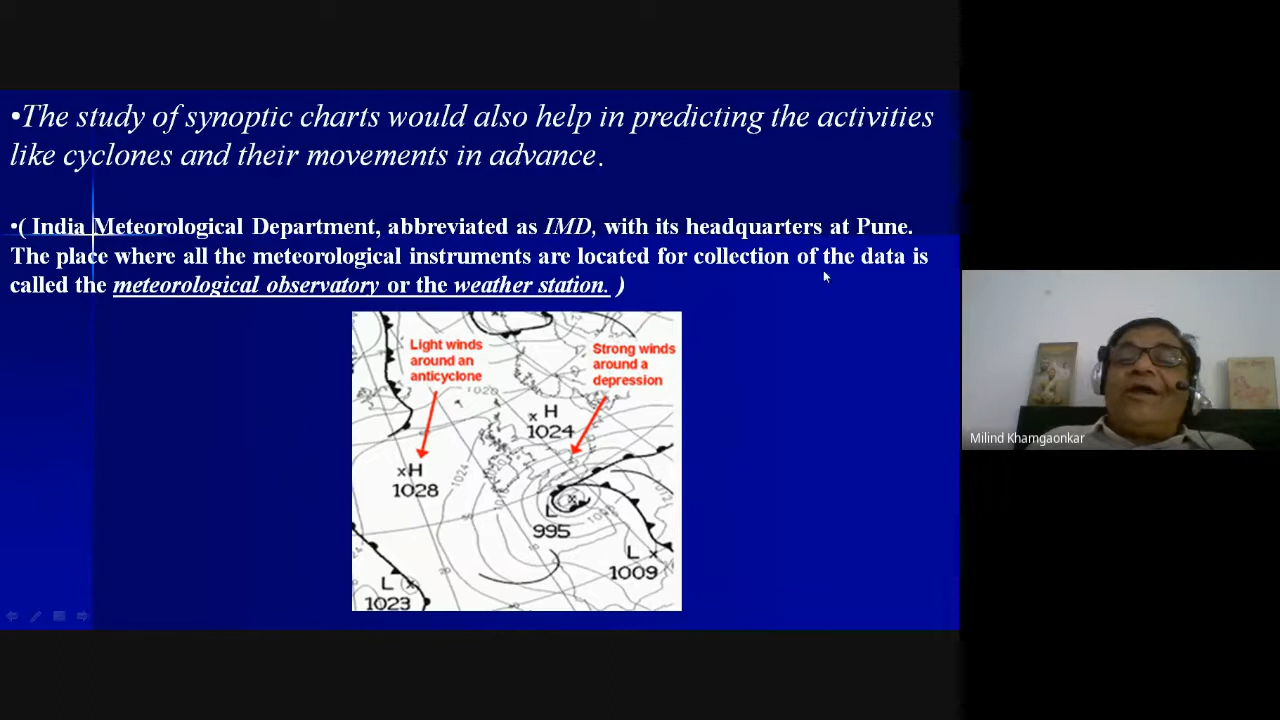 •The study of synoptic charts would also help in predicting the activities
like cyclones and their movements in advance.
•( India Meteorological Department, abbreviated as IMD, with its headquarters at Pune.
The place where all the meteorological instruments are located for collection of the data is
called the meteorological observatory or the weather station. )
Light winds
around an
anticyclone
Strong winds
around a
depression
1020
x H
1024
xH
1028
1024
L
995
L x
1009
L x
1023
Milind Khamgaonkar